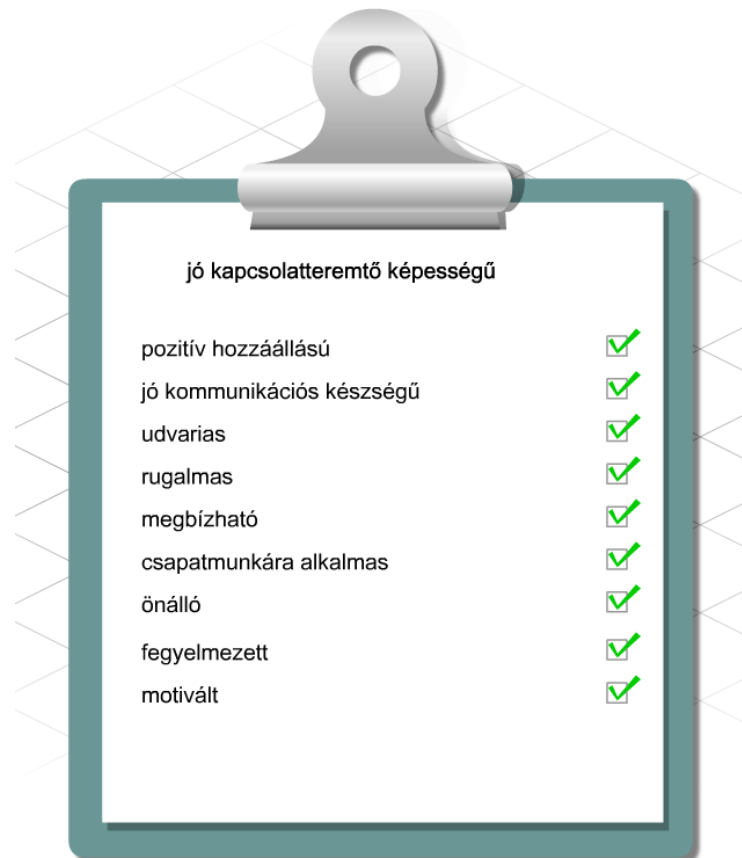 jó kapcsolatteremtő képességű
pozitív hozzáállású
jó kommunikációs készségű
udvarias
rugalmas
megbízható
csapatmunkára alkalmas
önálló
fegyelmezett
motivált